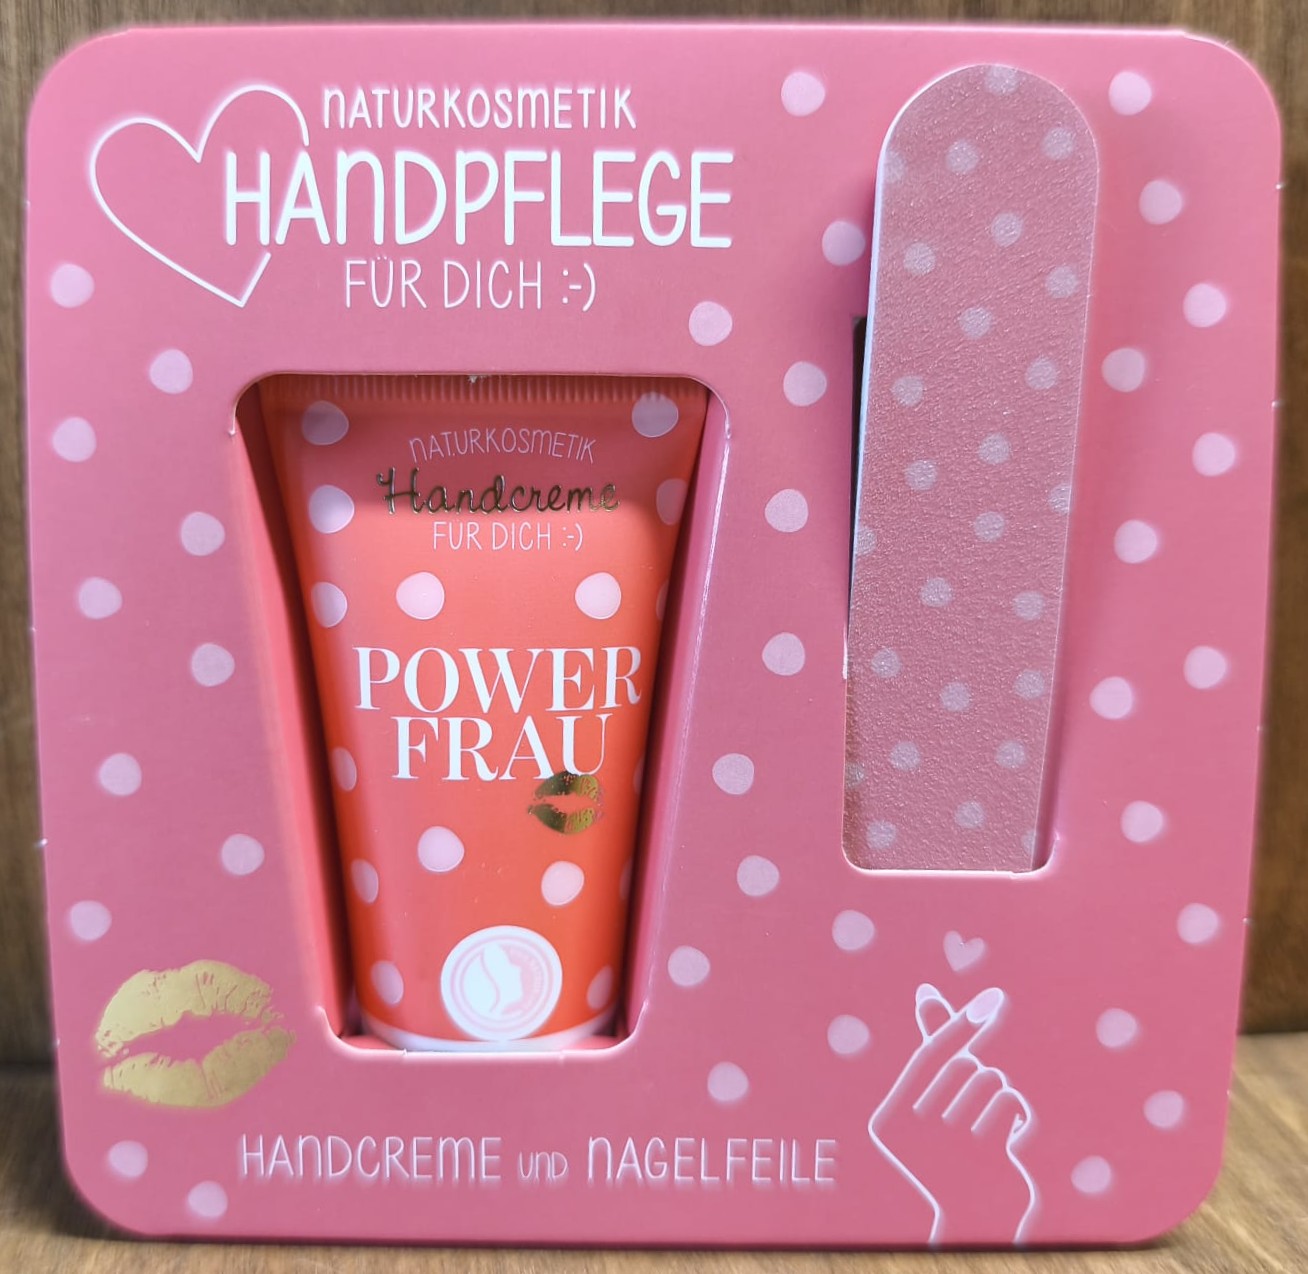 NATURKOSMETIK
HANDPFLEGE
FÜR DICH :-)
NATURKOSMETIK
Handcreme
FÜR DICH :-)
POWER
FRAU
HANDCREME UND NAGELFEILE